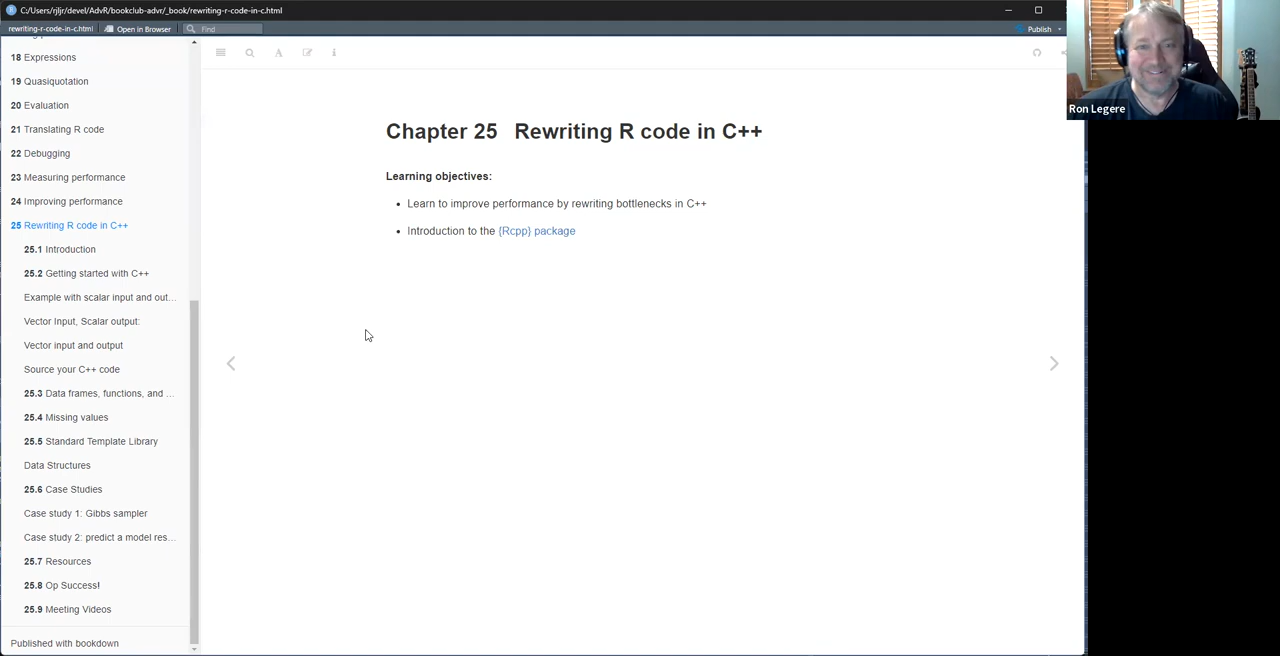 C:/Users/rjljr/devel/AdvR/bookclub-advr/_book/rewriting-r-code-in-c.html
rewriting-r-code-in-c.html
Open in Browser
Find
Publish
18 Expressions
19 Quasiquotation
20 Evaluation
21 Translating R code
22 Debugging
23 Measuring performance
24 Improving performance
25 Rewriting R code in C++
25.1 Introduction
25.2 Getting started with C++
Example with scalar input and out…
Vector Input, Scalar output:
Vector input and output
Source your C++ code
25.3 Data frames, functions, and …
25.4 Missing values
25.5 Standard Template Library
Data Structures
25.6 Case Studies
Case study 1: Gibbs sampler
Case study 2: predict a model res…
25.7 Resources
25.8 Op Success!
25.9 Meeting Videos
Published with bookdown
Chapter 25 Rewriting R code in C++
Learning objectives:
• Learn to improve performance by rewriting bottlenecks in C++
• Introduction to the {Rcpp} package
Ron Legere